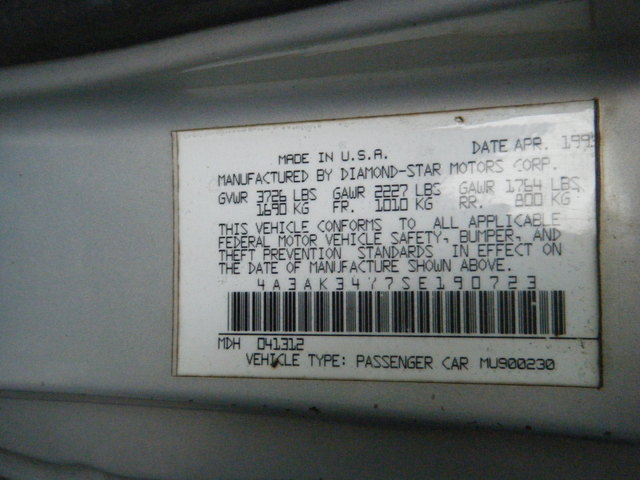 MADE IN U.S.A. DATE APR. 199
MANUFACTURED BY DIAMOND-STAR MOTORS CORP.
GVWR 3726 LBS GAWR 2227 LBS GAWR 1764 LBS
1690 KG FR. 1010 KG RR. 800 KG
THIS VEHICLE CONFORMS TO ALL APPLICABLE
FEDERAL MOTOR VEHICLE SAFETY, BUMPER, AND
THEFT PREVENTION STANDARDS IN EFFECT ON
THE DATE OF MANUFACTURE SHOWN ABOVE.
4A3AK34Y7SE190723
MDH 041312
VEHICLE TYPE: PASSENGER CAR MU900230